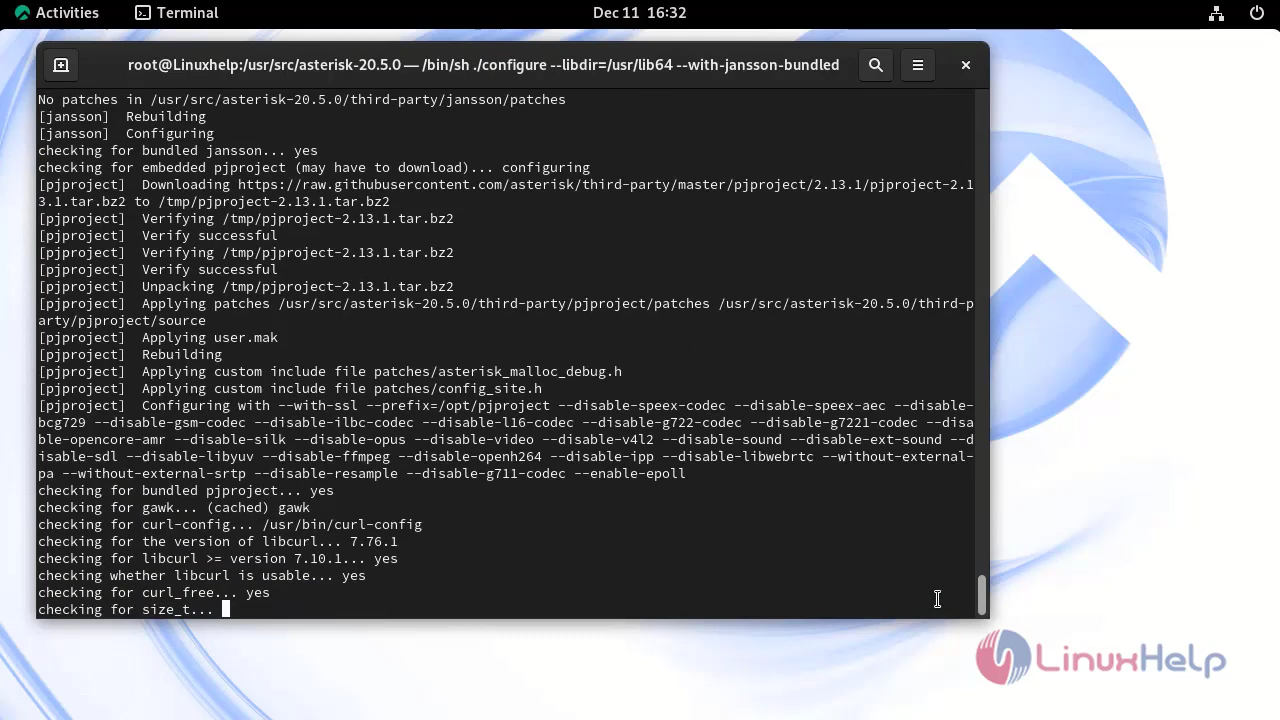 Activities
Terminal
Dec 11 16:32
root@Linuxhelp:/usr/src/asterisk-20.5.0 — /bin/sh ./configure --libdir=/usr/lib64 --with-jansson-bundled
No patches in /usr/src/asterisk-20.5.0/third-party/jansson/patches
[jansson]  Rebuilding
[jansson]  Configuring
checking for bundled jansson... yes
checking for embedded pjproject (may have to download)... configuring
[pjproject]  Downloading https://raw.githubusercontent.com/asterisk/third-party/master/pjproject/2.13.1/pjproject-2.1
3.1.tar.bz2 to /tmp/pjproject-2.13.1.tar.bz2
[pjproject]  Verifying /tmp/pjproject-2.13.1.tar.bz2
[pjproject]  Verify successful
[pjproject]  Verifying /tmp/pjproject-2.13.1.tar.bz2
[pjproject]  Verify successful
[pjproject]  Unpacking /tmp/pjproject-2.13.1.tar.bz2
[pjproject]  Applying patches /usr/src/asterisk-20.5.0/third-party/pjproject/patches /usr/src/asterisk-20.5.0/third-p
arty/pjproject/source
[pjproject]  Applying user.mak
[pjproject]  Rebuilding
[pjproject]  Applying custom include file patches/asterisk_malloc_debug.h
[pjproject]  Applying custom include file patches/config_site.h
[pjproject]  Configuring with --with-ssl --prefix=/opt/pjproject --disable-speex-codec --disable-speex-aec --disable-
bcg729 --disable-gsm-codec --disable-ilbc-codec --disable-l16-codec --disable-g722-codec --disable-g7221-codec --disa
ble-opencore-amr --disable-silk --disable-opus --disable-video --disable-v4l2 --disable-sound --disable-ext-sound --d
isable-sdl --disable-libyuv --disable-ffmpeg --disable-openh264 --disable-ipp --disable-libwebrtc --without-external-
pa --without-external-srtp --disable-resample --disable-g711-codec --enable-epoll
checking for bundled pjproject... yes
checking for gawk... (cached) gawk
checking for curl-config... /usr/bin/curl-config
checking for the version of libcurl... 7.76.1
checking for libcurl >= version 7.10.1... yes
checking whether libcurl is usable... yes
checking for curl_free... yes
checking for size_t...
LinuxHelp